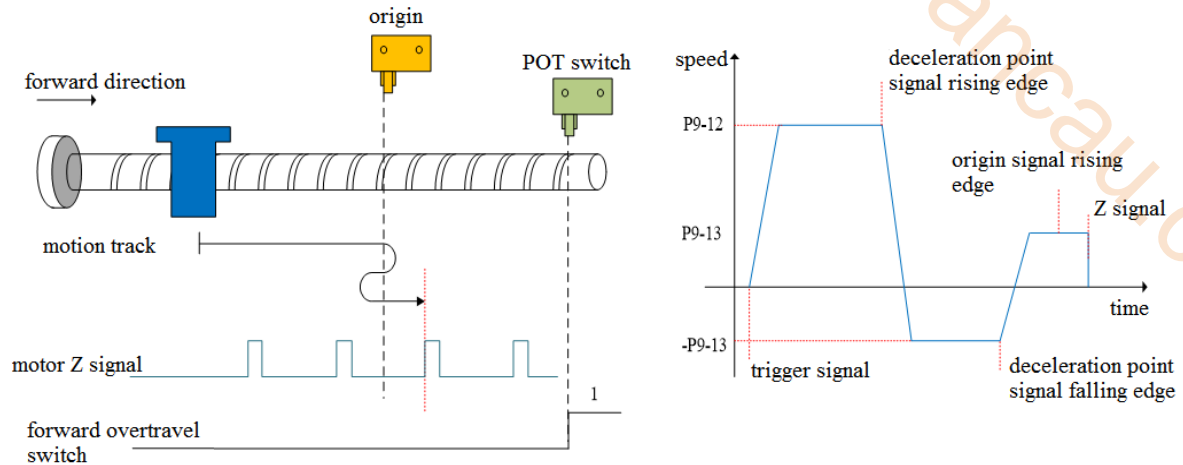 origin
POT switch
forward direction
motion track
motor Z signal
1
forward overtravel
switch
speed
deceleration point
signal rising edge
P9-12
origin signal rising
edge
Z signal
P9-13
time
-P9-13
trigger signal
deceleration point
signal falling edge
ancau.c